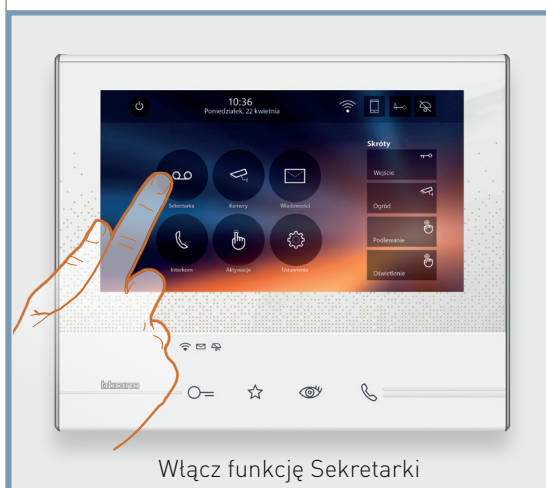 10:36
Poniedziałek, 22 kwietnia
Skróty
Wejście
Sekretarka
Kamery
Wiadomości
Ogród
Podlewanie
Interkom
Aktywacje
Ustawienia
Oświetlenie
bticino
Włącz funkcję Sekretarki